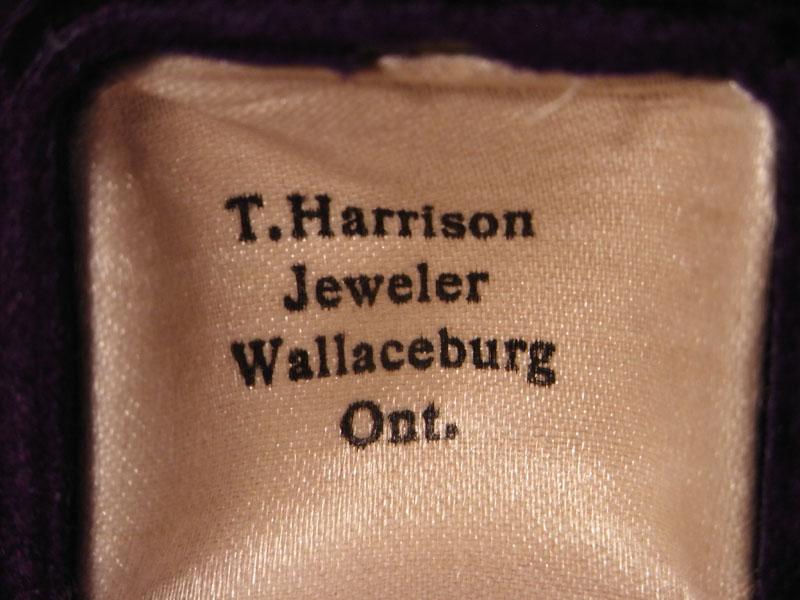 T. Harrison
Jeweler
Wallaceburg
Ont.